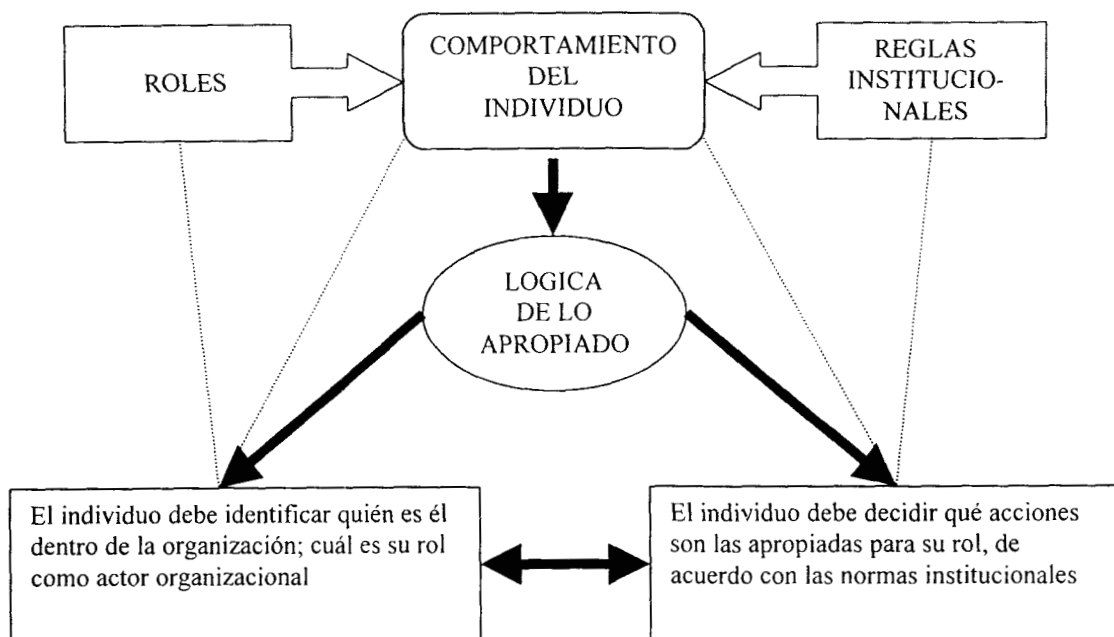 ROLES
COMPORTAMIENTO
DEL
INDIVIDUO
REGLAS
INSTITUCIO-
NALES
LOGICA
DE LO
APROPIADO
El individuo debe identificar quién es él
dentro de la organización; cuál es su rol
como actor organizacional
El individuo debe decidir qué acciones
son las apropiadas para su rol, de
acuerdo con las normas institucionales